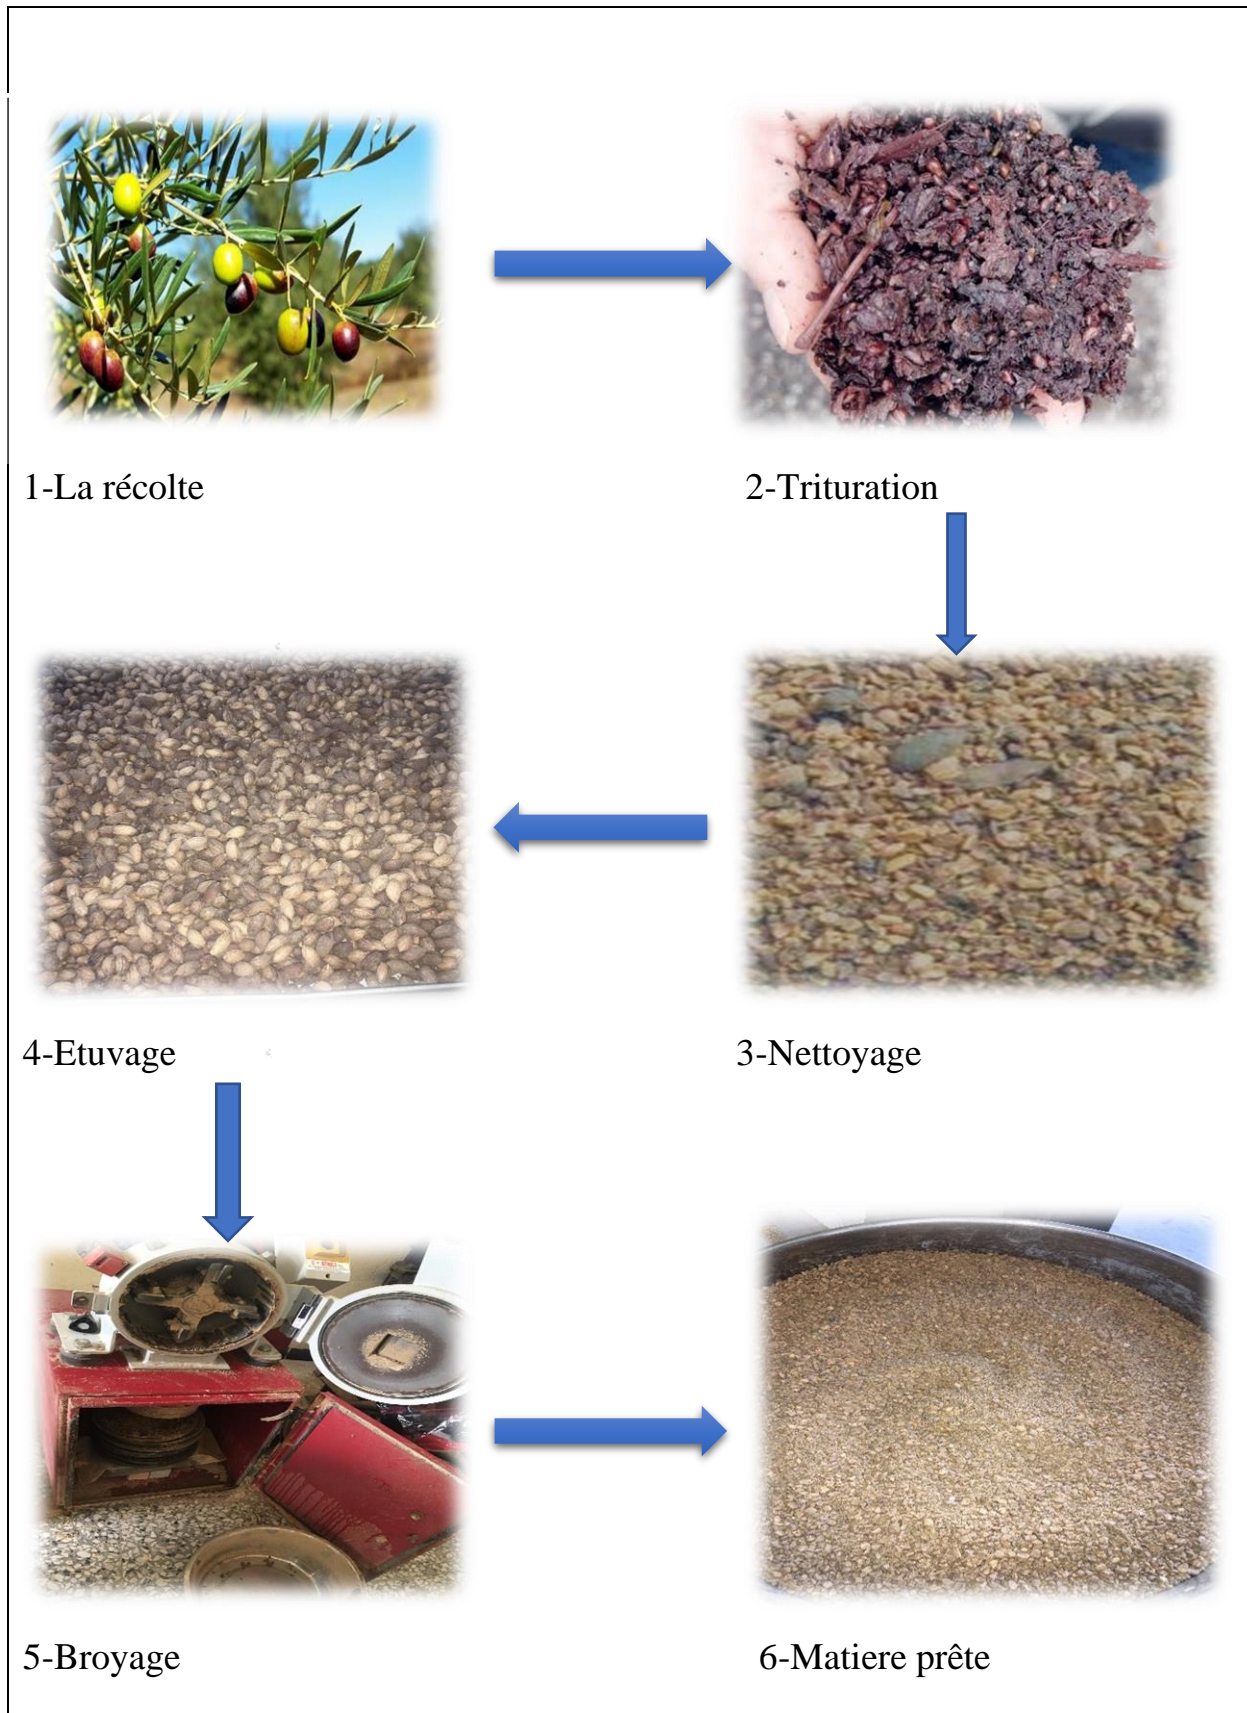 1-La récolte
2-Trituration
4-Etuvage
3-Nettoyage
5-Broyage
6-Matiere prête